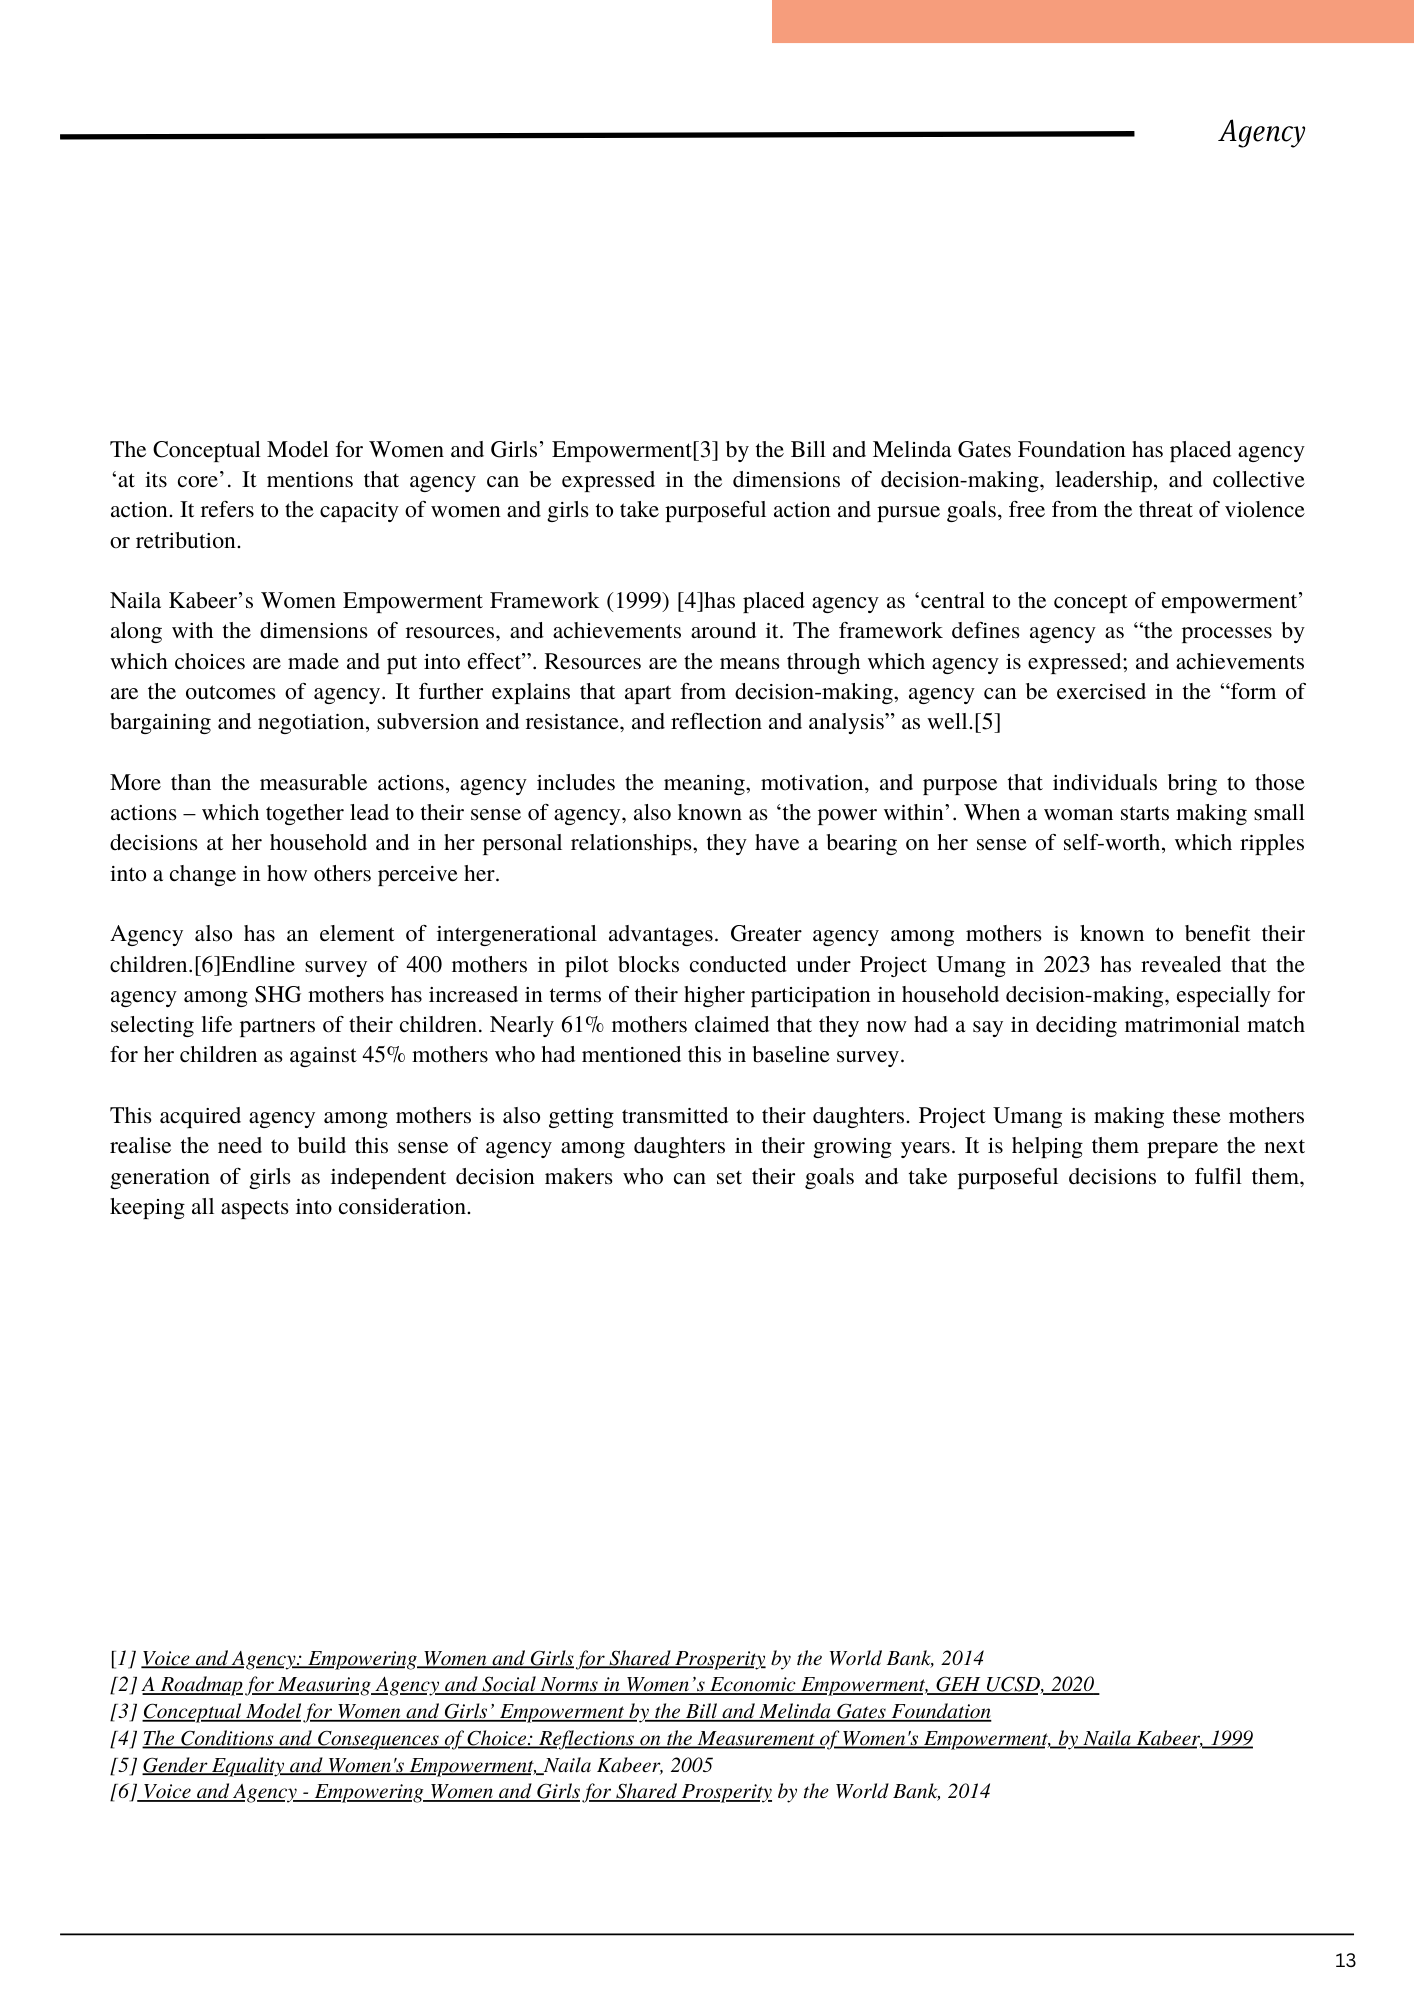 Agency
The Conceptual Model for Women and Girls’ Empowerment[3] by the Bill and Melinda Gates Foundation has placed agency
‘at its core’. It mentions that agency can be expressed in the dimensions of decision-making, leadership, and collective
action. It refers to the capacity of women and girls to take purposeful action and pursue goals, free from the threat of violence
or retribution.
Naila Kabeer’s Women Empowerment Framework (1999) [4]has placed agency as ‘central to the concept of empowerment’
along with the dimensions of resources, and achievements around it. The framework defines agency as “the processes by
which choices are made and put into effect”. Resources are the means through which agency is expressed; and achievements
are the outcomes of agency. It further explains that apart from decision-making, agency can be exercised in the “form of
bargaining and negotiation, subversion and resistance, and reflection and analysis” as well.[5]
More than the measurable actions, agency includes the meaning, motivation, and purpose that individuals bring to those
actions – which together lead to their sense of agency, also known as ‘the power within’. When a woman starts making small
decisions at her household and in her personal relationships, they have a bearing on her sense of self-worth, which ripples
into a change in how others perceive her.
Agency also has an element of intergenerational advantages. Greater agency among mothers is known to benefit their
children.[6]Endline survey of 400 mothers in pilot blocks conducted under Project Umang in 2023 has revealed that the
agency among SHG mothers has increased in terms of their higher participation in household decision-making, especially for
selecting life partners of their children. Nearly 61% mothers claimed that they now had a say in deciding matrimonial match
for her children as against 45% mothers who had mentioned this in baseline survey.
This acquired agency among mothers is also getting transmitted to their daughters. Project Umang is making these mothers
realise the need to build this sense of agency among daughters in their growing years. It is helping them prepare the next
generation of girls as independent decision makers who can set their goals and take purposeful decisions to fulfil them,
keeping all aspects into consideration.
[1] Voice and Agency: Empowering Women and Girls for Shared Prosperity by the World Bank, 2014
[2] A Roadmap for Measuring Agency and Social Norms in Women’s Economic Empowerment, GEH UCSD, 2020
[3] Conceptual Model for Women and Girls’ Empowerment by the Bill and Melinda Gates Foundation
[4] The Conditions and Consequences of Choice: Reflections on the Measurement of Women's Empowerment, by Naila Kabeer, 1999
[5] Gender Equality and Women's Empowerment, Naila Kabeer, 2005
[6] Voice and Agency - Empowering Women and Girls for Shared Prosperity by the World Bank, 2014
13